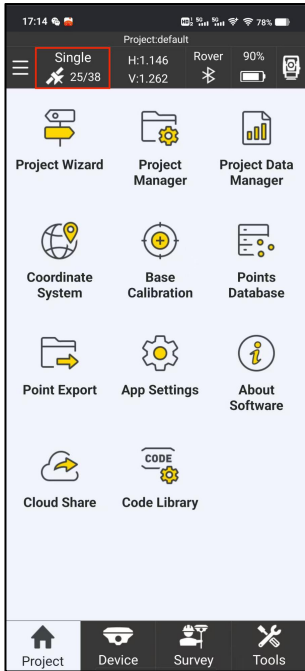 17:14 78%
Project:default
Single H:1.146 Rover 90%
25/38 V:1.262
Project Wizard Project Manager Project Data Manager
Coordinate System Base Calibration Points Database
Point Export App Settings About Software
CODE
Cloud Share Code Library
Project Device Survey Tools